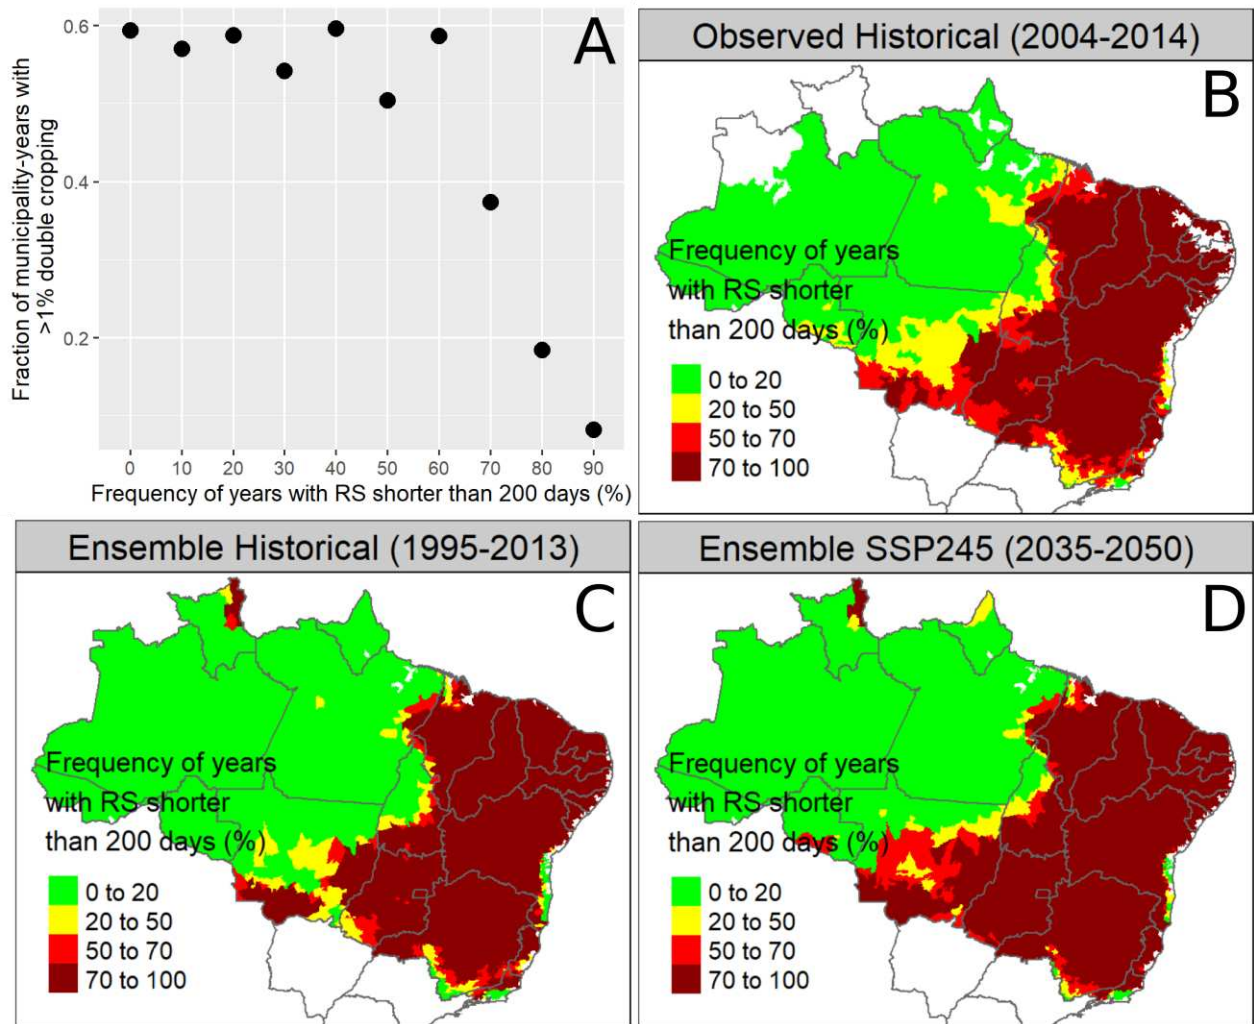 A
0.6
0.4
0.2
Fraction of municipality-years with
>1% double cropping
0 10 20 30 40 50 60 70 80 90
Frequency of years with RS shorter than 200 days (%)
Observed Historical (2004-2014)
B
Frequency of years
with RS shorter
than 200 days (%)
0 to 20
20 to 50
50 to 70
70 to 100
Ensemble Historical (1995-2013)
C
Frequency of years
with RS shorter
than 200 days (%)
0 to 20
20 to 50
50 to 70
70 to 100
Ensemble SSP245 (2035-2050)
D
Frequency of years
with RS shorter
than 200 days (%)
0 to 20
20 to 50
50 to 70
70 to 100